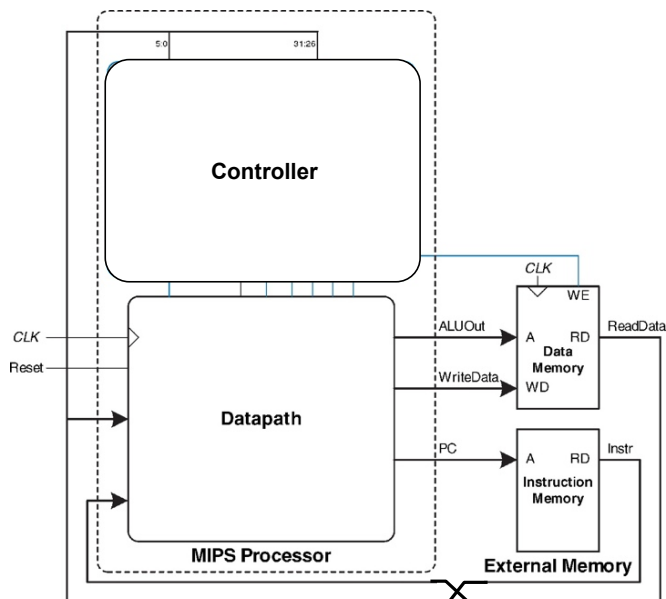 5:0 31:26
Controller
CLK
WE
CLK ALUOut A RD ReadData
Data
Memory
Reset
WriteData WD
Datapath
PC A RD Instr
Instruction
Memory
MIPS Processor
External Memory